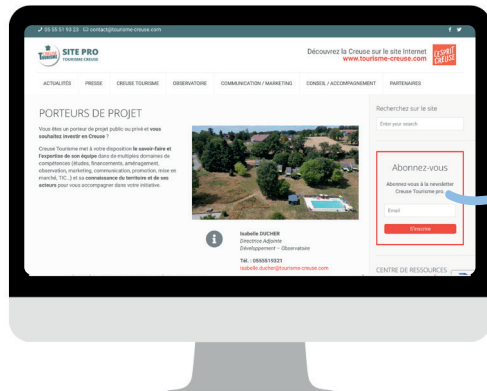 05 55 51 93 23 contact@tourisme-creuse.com
CREUSE
TOURISME
SITE PRO
TOURISME CREUSE
Découvrez la Creuse sur le site Internet
www.tourisme-creuse.com
L'ESPRIT
CREUSE
ACTUALITÉS PRESSE CREUSE TOURISME OBSERVATOIRE COMMUNICATION / MARKETING CONSEIL / ACCOMPAGNEMENT PARTENAIRES
PORTEURS DE PROJET
Vous êtes un porteur de projet public ou privé et vous
souhaitez investir en Creuse ?
Creuse Tourisme met à votre disposition le savoir-faire et
l'expertise de son équipe dans de multiples domaines de
compétences (études, financements, aménagement,
observation, marketing, communication, promotion, mise en
marché, TIC…) et sa connaissance du territoire et de ses
acteurs pour vous accompagner dans votre initiative.
Isabelle DUCHER
Directrice Adjointe
Développement – Observatoire
Tél. : 0555519321
isabelle.ducher@tourisme-creuse.com
Recherchez sur le site
Enter your search
Abonnez-vous
Abonnez-vous à la newsletter
Creuse Tourisme pro.
Email
S'inscrire
CENTRE DE RESSOURCES